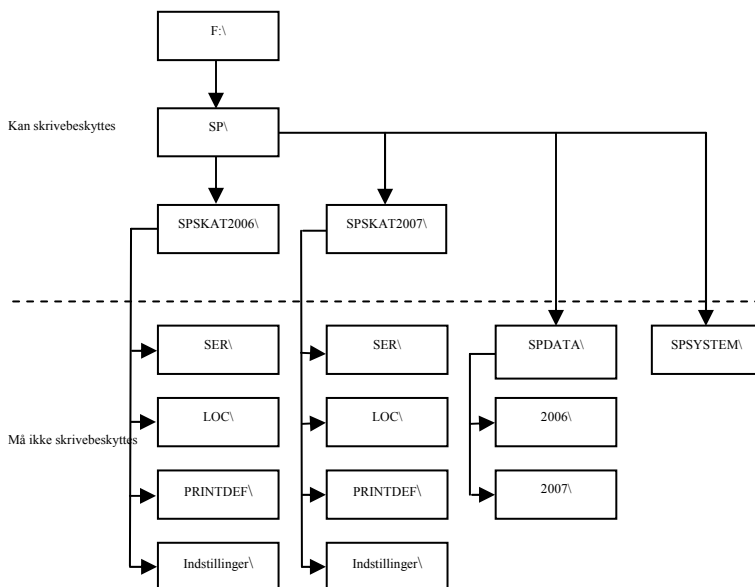 F:\
Kan skrivebeskyttes
SP\
SPSKAT2006\
SPSKAT2007\
SER\
SER\
SPDATA\
SPSYSTEM\
LOC\
LOC\
2006\
Må ikke skrivebeskyttes
PRINTDEF\
PRINTDEF\
2007\
Indstillinger\
Indstillinger\